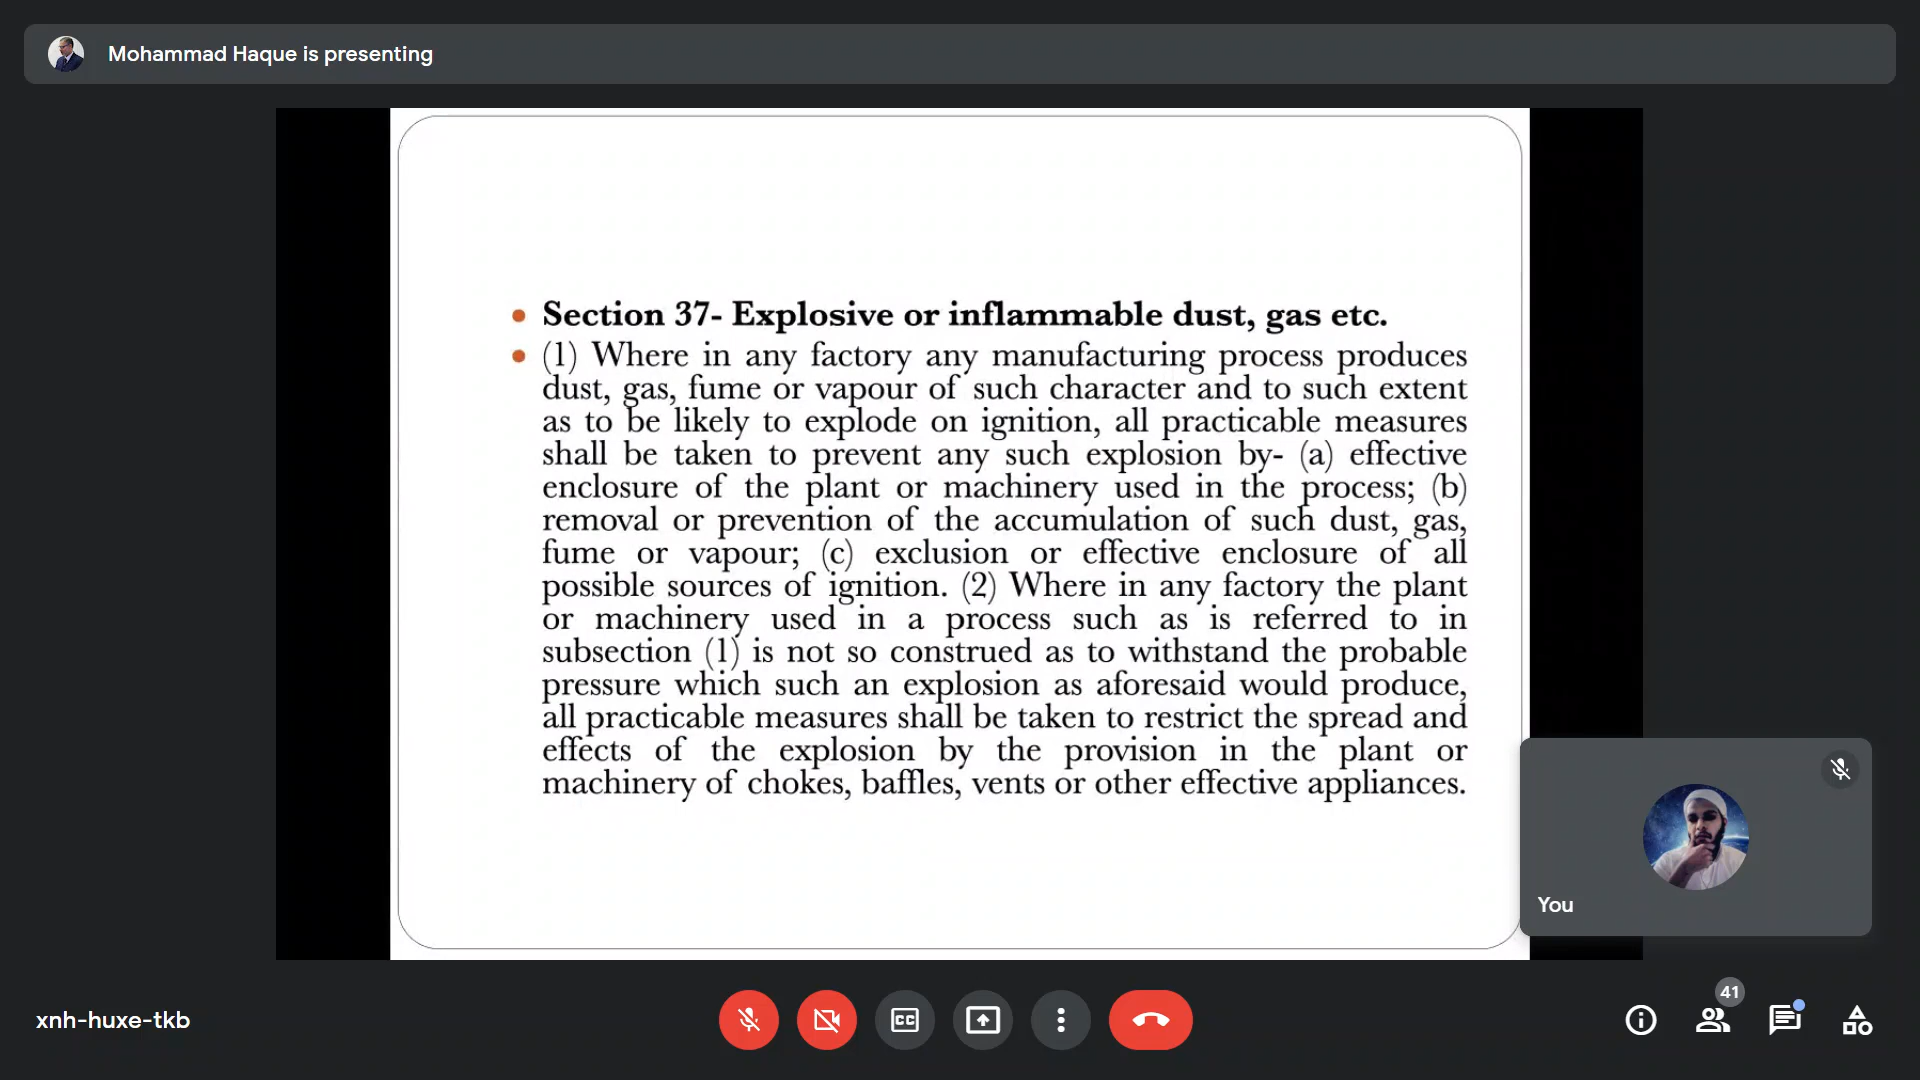 Mohammad Haque is presenting
Section 37- Explosive or inflammable dust, gas etc.
(1) Where in any factory any manufacturing process produces
dust, gas, fume or vapour of such character and to such extent
as to be likely to explode on ignition, all practicable measures
shall be taken to prevent any such explosion by- (a) effective
enclosure of the plant or machinery used in the process; (b)
removal or prevention of the accumulation of such dust, gas,
fume or vapour; (c) exclusion or effective enclosure of all
possible sources of ignition. (2) Where in any factory the plant
or machinery used in a process such as is referred to in
subsection (1) is not so construed as to withstand the probable
pressure which such an explosion as aforesaid would produce,
all practicable measures shall be taken to restrict the spread and
effects of the explosion by the provision in the plant or
machinery of chokes, baffles, vents or other effective appliances.
You
xnh-huxe-tkb
CC
41